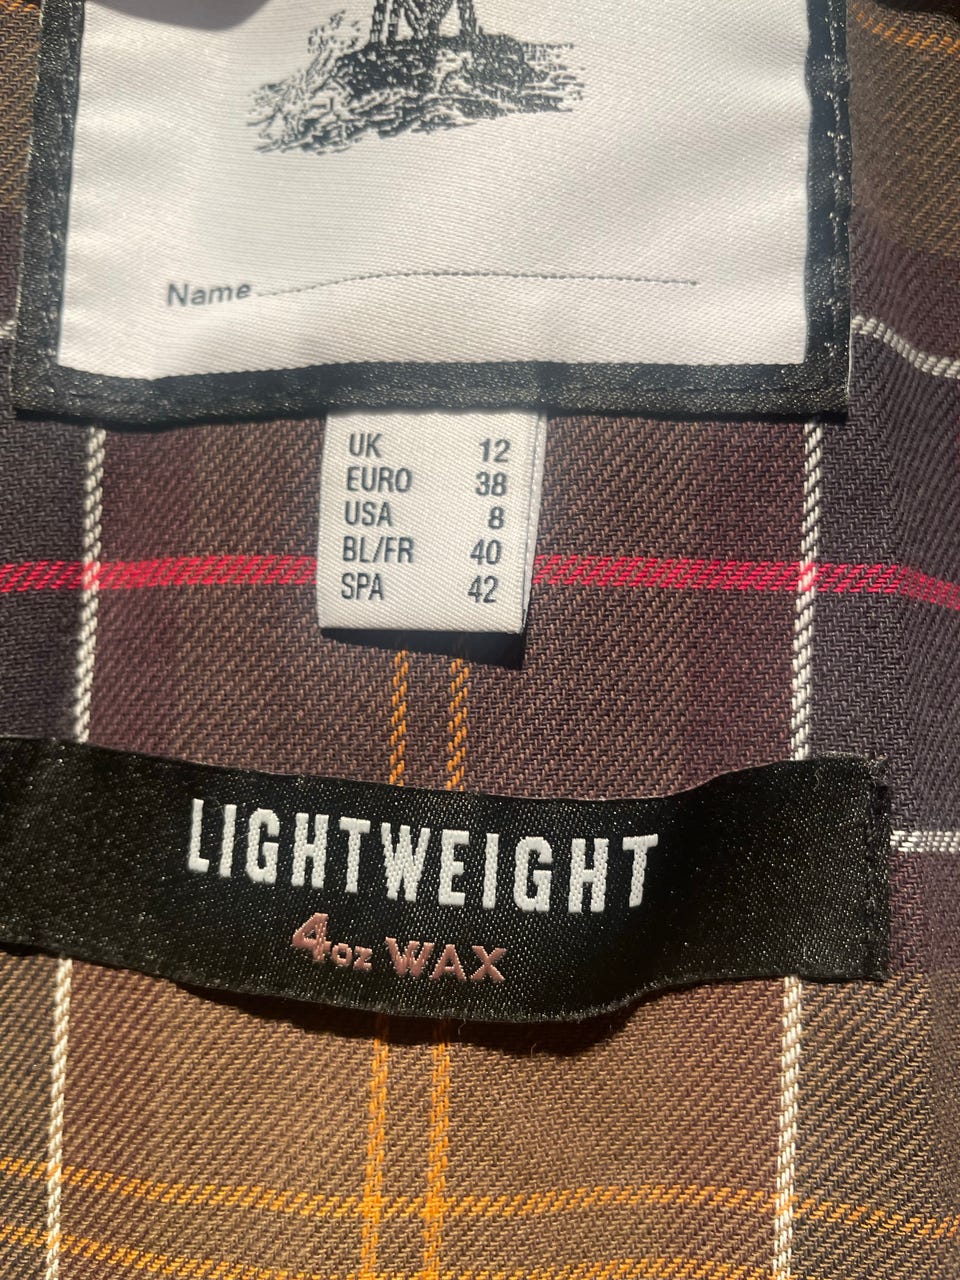 Name
UK 12
EURO 38
USA 8
BL/FR 40
SPA 42
LIGHTWEIGHT
4oz WAX